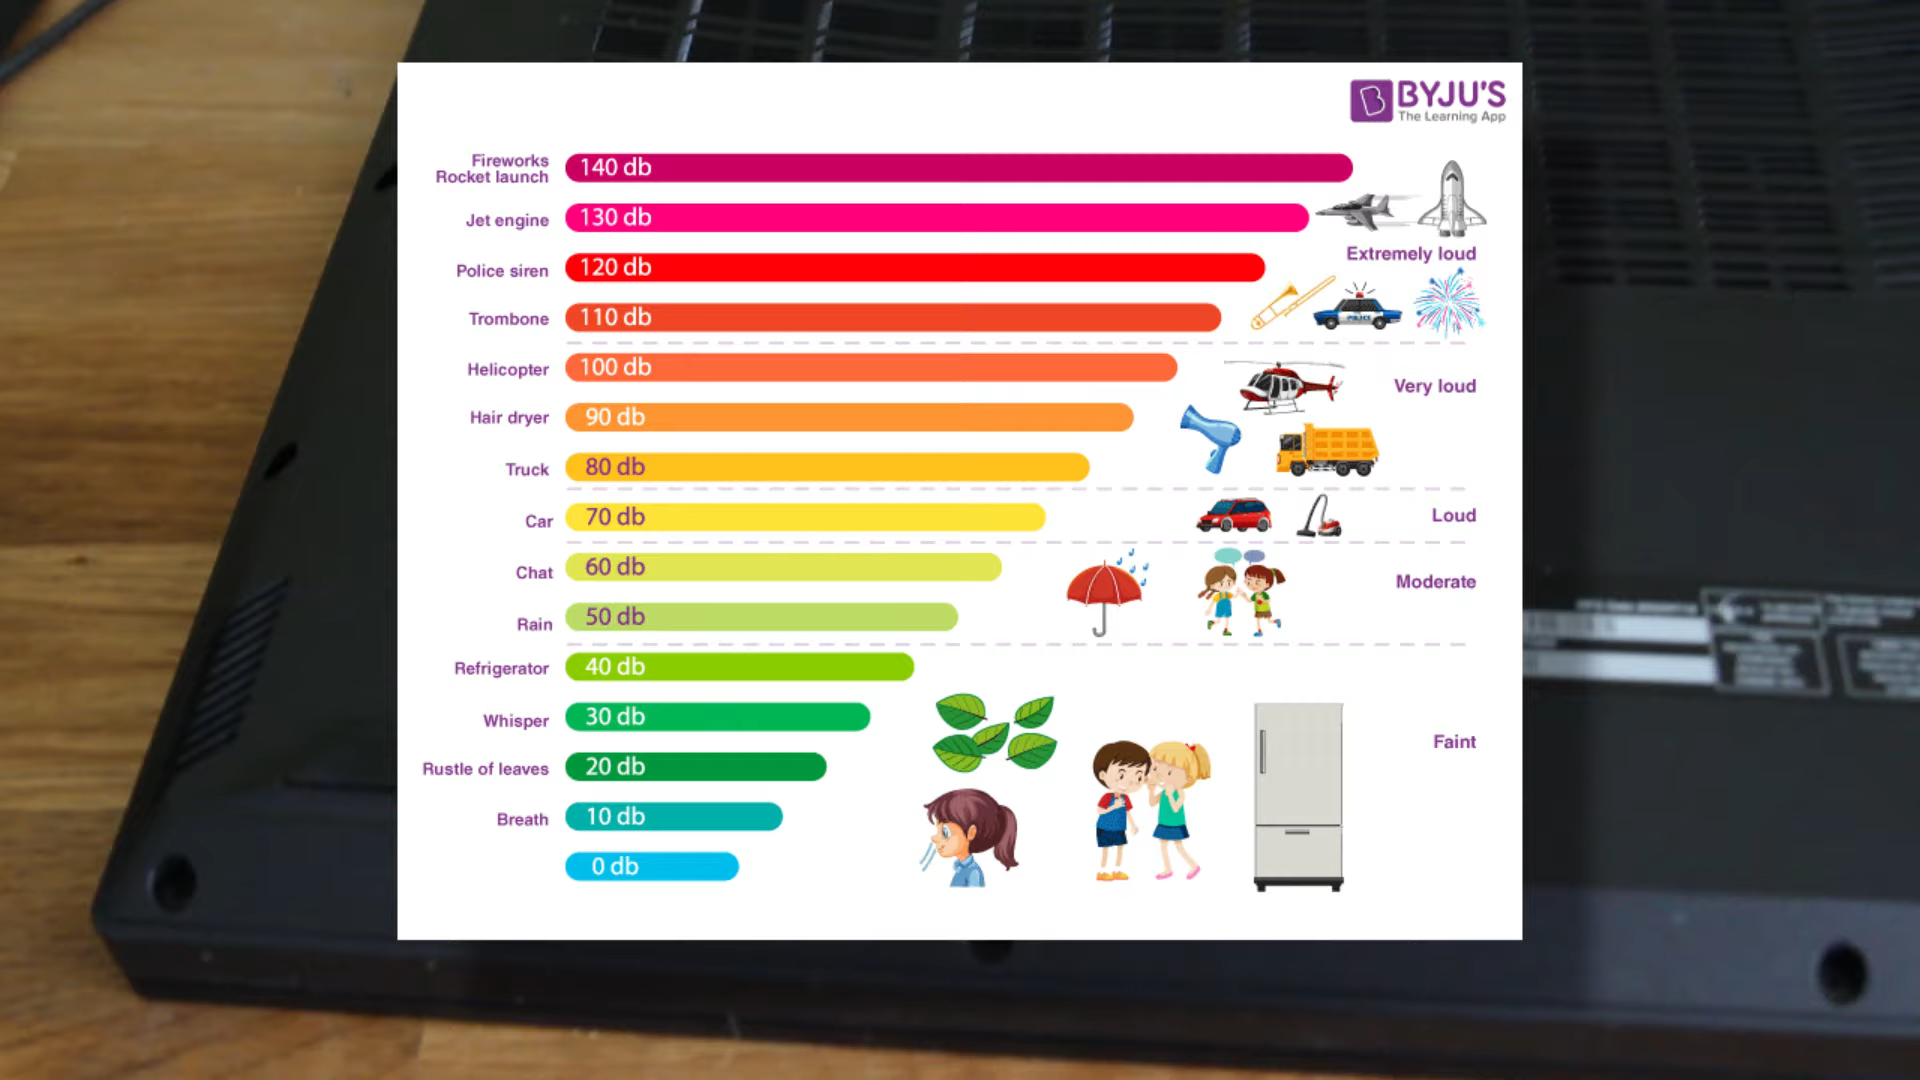 BYJU'S
The Learning App
Fireworks
Rocket launch
140 db
Jet engine
130 db
Extremely loud
Police siren
120 db
Trombone
110 db
POLICE
Helicopter
100 db
Very loud
Hair dryer
90 db
Truck
80 db
Car
70 db
Loud
Chat
60 db
Moderate
Rain
50 db
Refrigerator
40 db
Whisper
30 db
Faint
Rustle of leaves
20 db
Breath
10 db
0 db